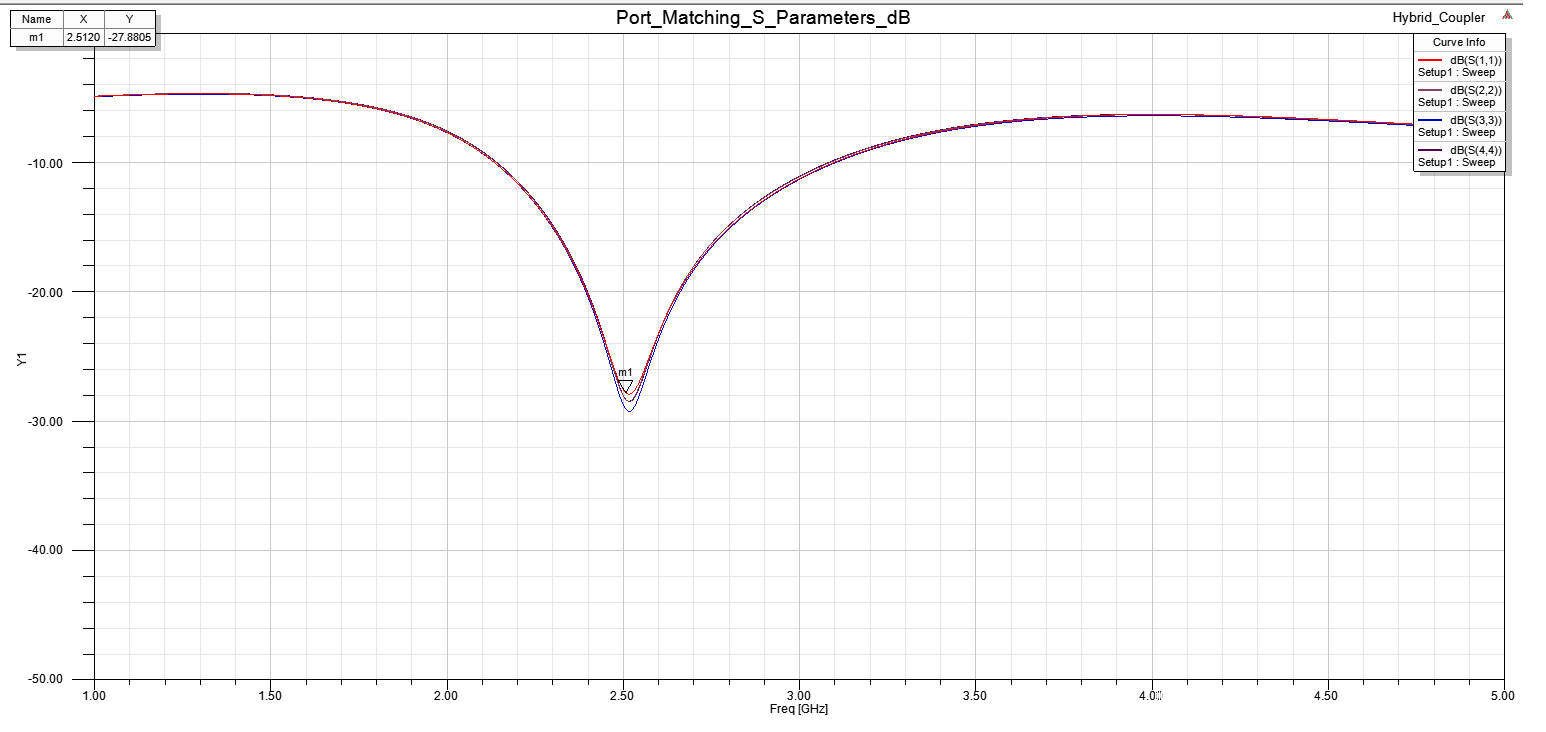 Port_Matching_S_Parameters_dB
Hybrid_Coupler
Name X Y
m1 2.5120 -27.8805
Curve Info
dB(S(1,1))
Setup1 : Sweep
dB(S(2,2))
Setup1 : Sweep
dB(S(3,3))
Setup1 : Sweep
dB(S(4,4))
Setup1 : Sweep
-10.00
-20.00
Y1
m1
-30.00
-40.00
-50.00
1.00 1.50 2.00 2.50 3.00 3.50 4.00 4.50 5.00
Freq [GHz]